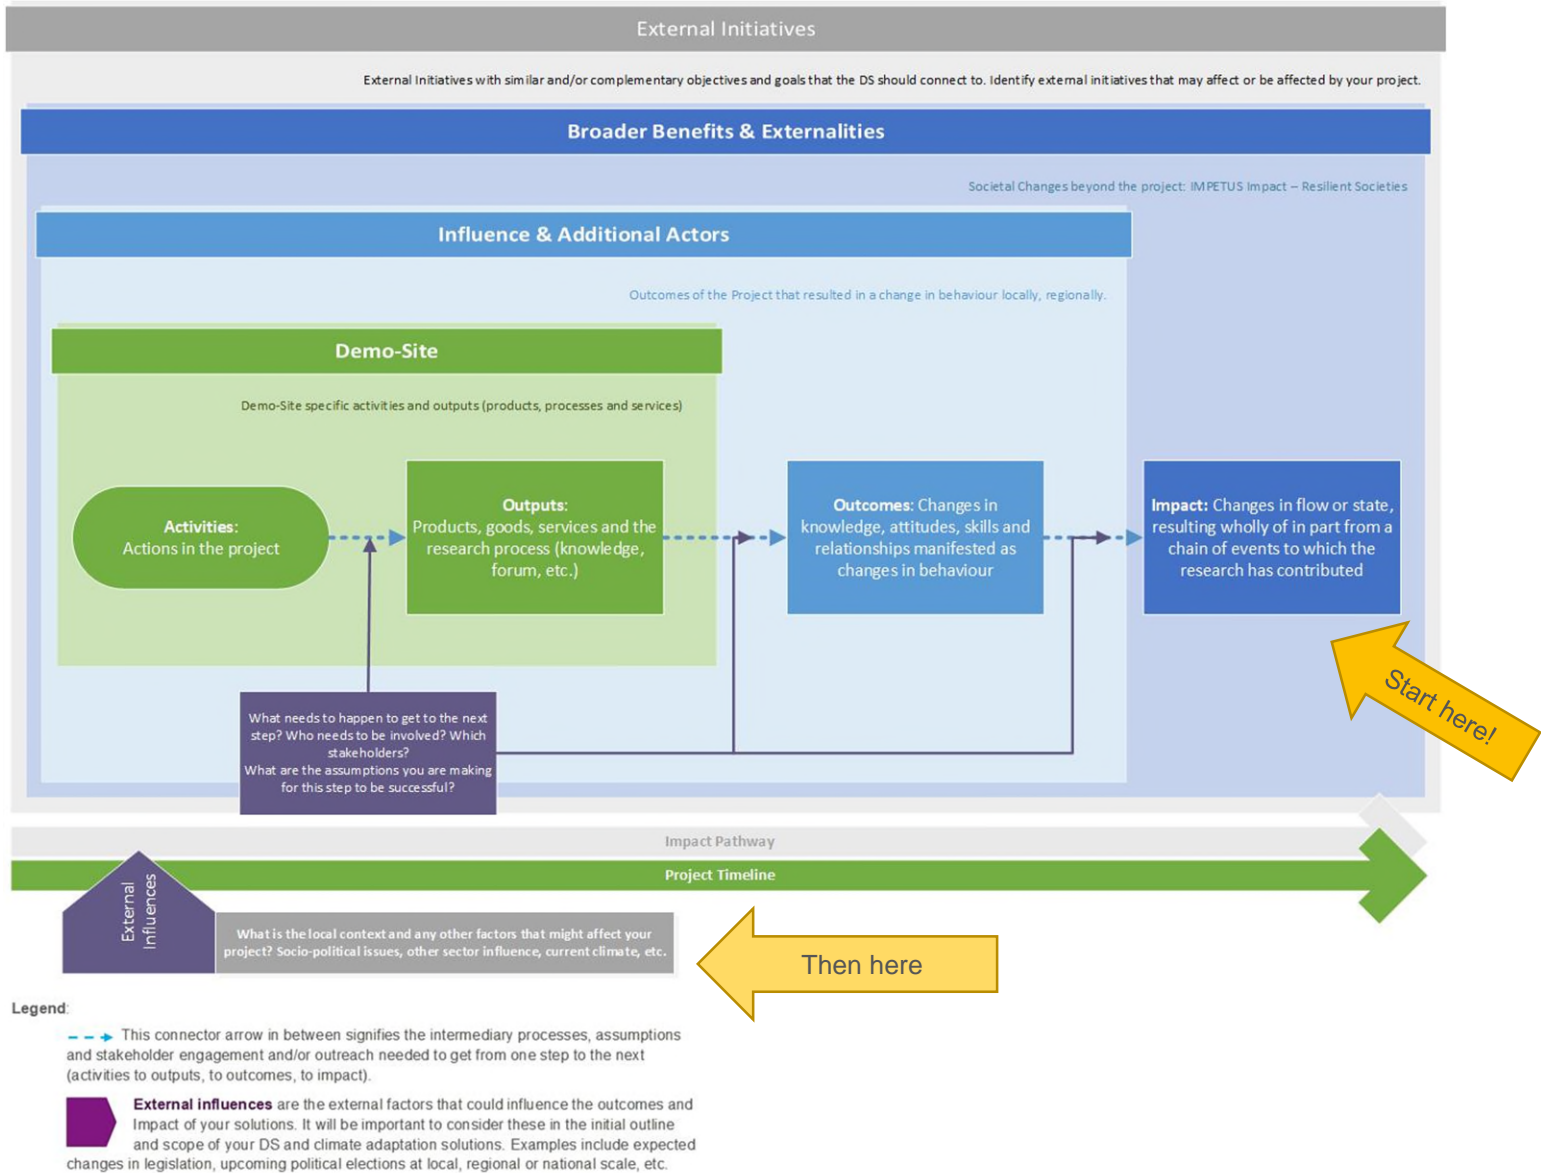 External Initiatives
External Initiatives with similar and/or complementary objectives and goals that the DS should connect to. Identify external initiatives that may affect or be affected by your project.
Broader Benefits & Externalities
Societal Changes beyond the project: IMPETUS Impact – Resilient Societies
Influence & Additional Actors
Outcomes of the Project that resulted in a change in behaviour locally, regionally.
Demo-Site
Demo-Site specific activities and outputs (products, processes and services)
Activities:
Actions in the project
Outputs:
Products, goods, services and the
research process (knowledge,
forum, etc.)
Outcomes: Changes in
knowledge, attitudes, skills and
relationships manifested as
changes in behaviour
Impact: Changes in flow or state,
resulting wholly of in part from a
chain of events to which the
research has contributed
Start here!
What needs to happen to get to the next
step? Who needs to be involved? Which
stakeholders?
What are the assumptions you are making
for this step to be successful?
Impact Pathway
Project Timeline
External
Influences
What is the local context and any other factors that might affect your
project? Socio-political issues, other sector influence, current climate, etc.
Then here
Legend:
This connector arrow in between signifies the intermediary processes, assumptions
and stakeholder engagement and/or outreach needed to get from one step to the next
(activities to outputs, to outcomes, to impact).
External influences are the external factors that could influence the outcomes and
Impact of your solutions. It will be important to consider these in the initial outline
and scope of your DS and climate adaptation solutions. Examples include expected
changes in legislation, upcoming political elections at local, regional or national scale, etc.